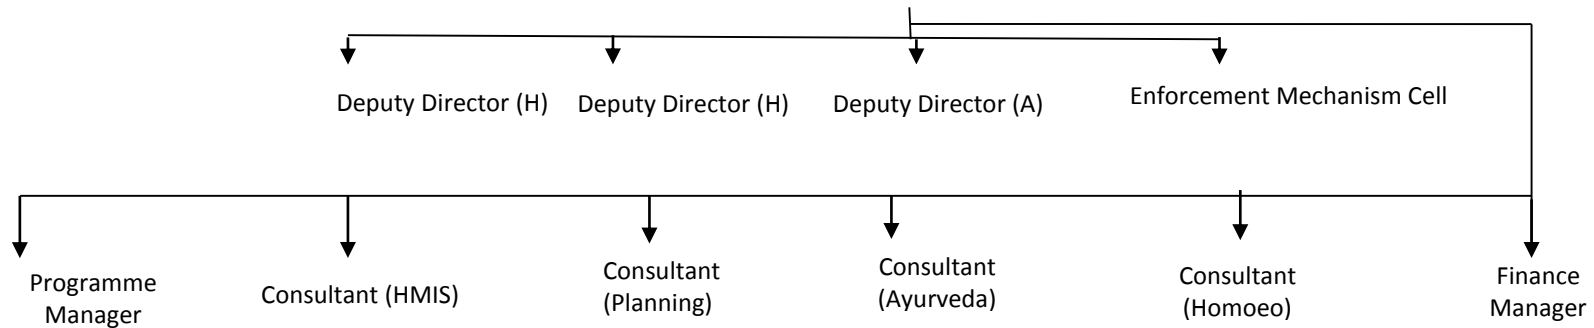 Deputy Director (H)
Deputy Director (H)
Deputy Director (A)
Enforcement Mechanism Cell
Programme
Manager
Consultant (HMIS)
Consultant
(Planning)
Consultant
(Ayurveda)
Consultant
(Homoeo)
Finance
Manager